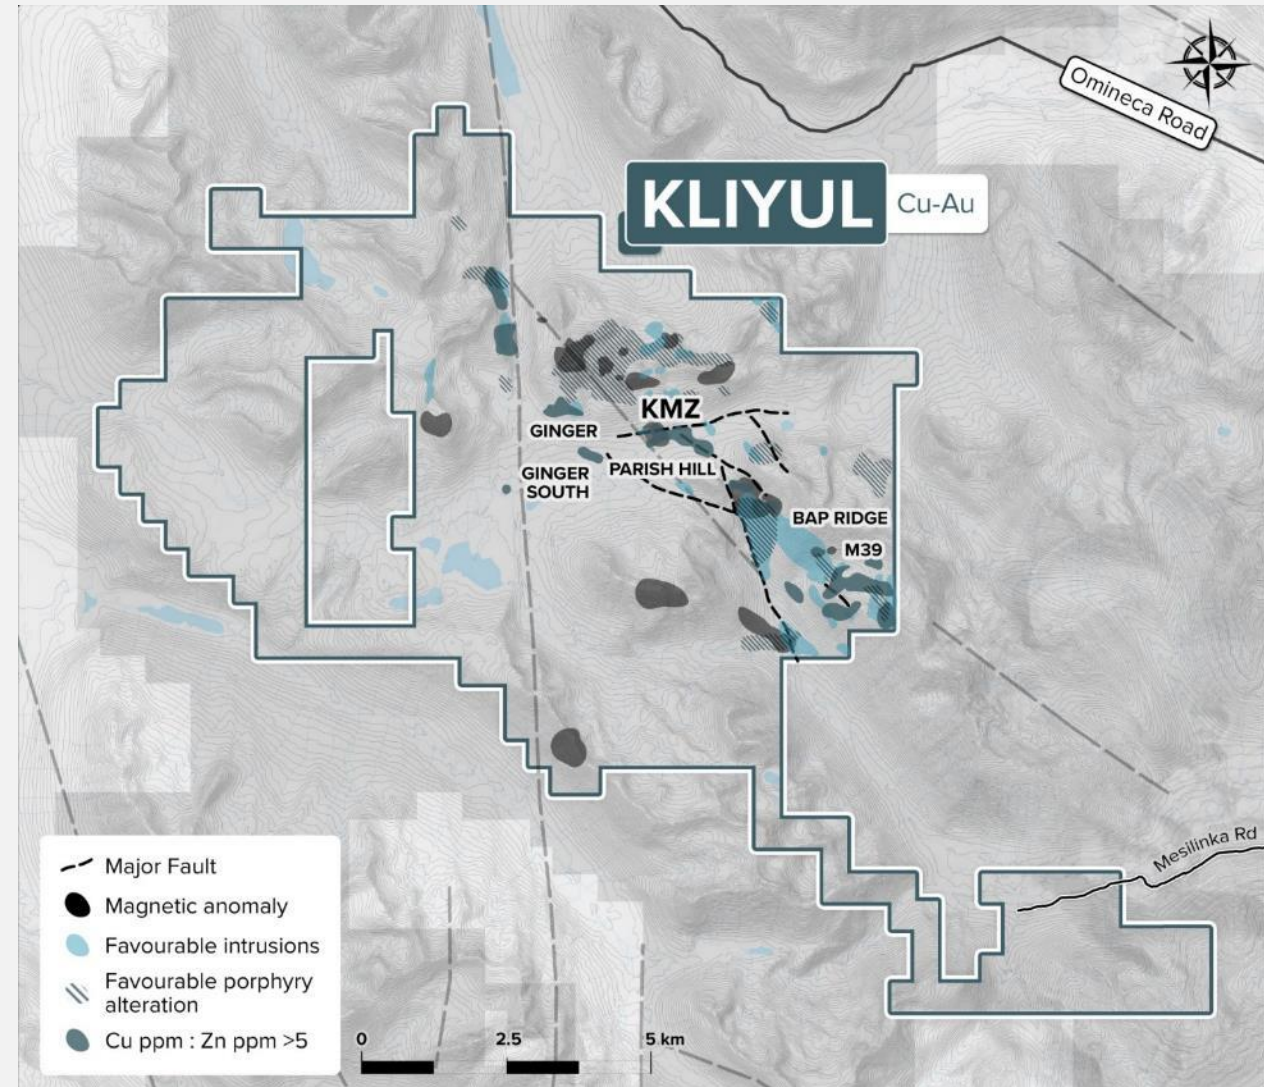 Omineca Road
KLIYUL
Cu-Au
KMZ
GINGER
GINGER
SOUTH
PARISH HILL
BAP RIDGE
M39
Mesilinka Rd
Major Fault
Magnetic anomaly
Favourable intrusions
Favourable porphyry
alteration
Cu ppm : Zn ppm >5
0 2.5 5 km